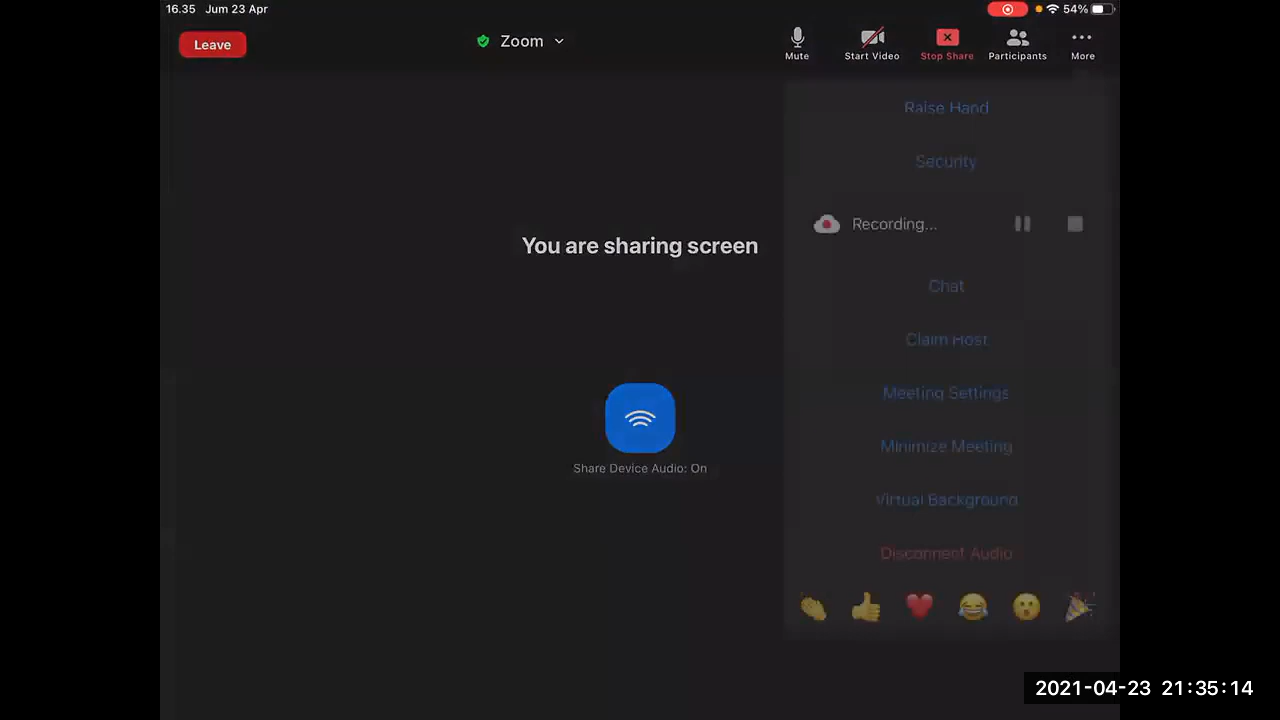 16.35 Jum 23 Apr 54%
Leave
Zoom
Mute Start Video Stop Share Participants More
Raise Hand
Security
You are sharing screen
Recording...
Chat
Claim Host
Meeting Settings
Minimize Meeting
Share Device Audio: On
Virtual Background
Disconnect Audio
2021-04-23 21:35:14